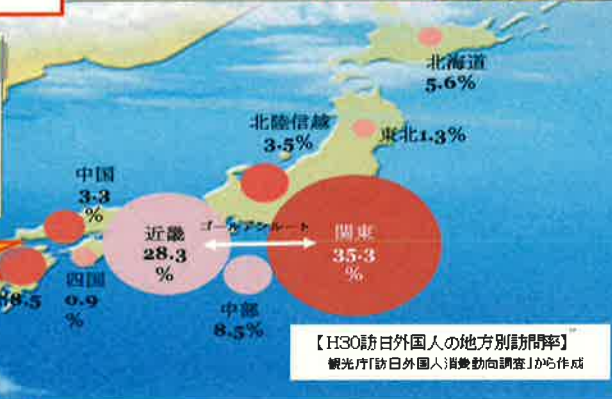 北海道
5.6%
北陸信越
3.5%
東北1.3%
中国
3.3
%
ゴールデンルート
近畿
28.3
%
関東
35.3
%
四国
0.9
%
8.5
中部
8.5%
【H30訪日外国人の地方別訪問率】
観光庁「訪日外国人消費動向調査」から作成